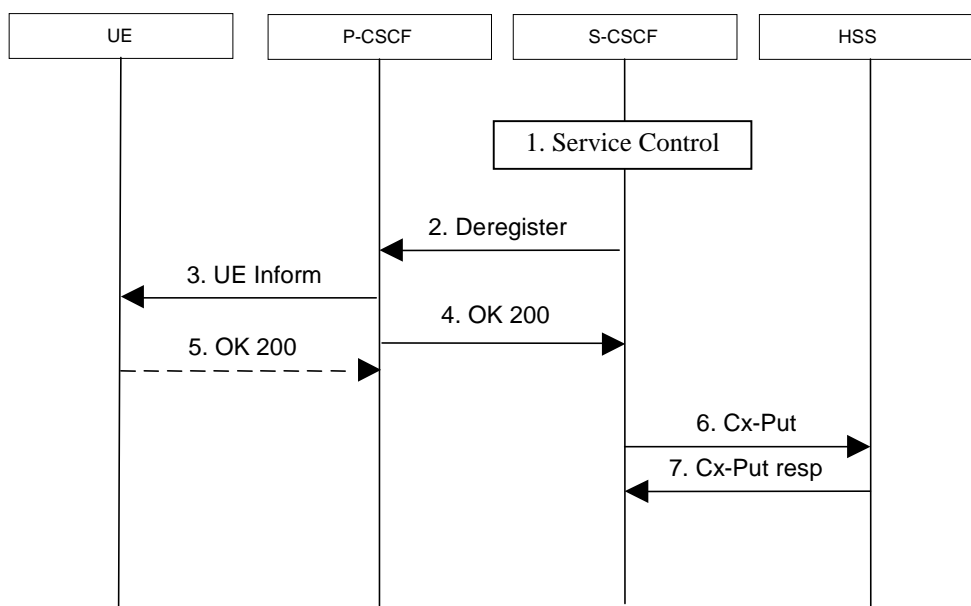 UE
P-CSCF
S-CSCF
HSS
1. Service Control
2. Deregister
3. UE Inform
4. OK 200
5. OK 200
6. Cx-Put
7. Cx-Put resp